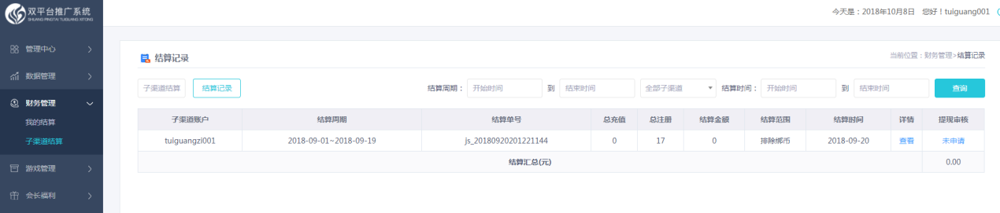 双平台推广系统
SHUANG PINGTAI TUIGUANG XITONG
今天是：2018年10月8日 您好！tuiguang001
管理中心
数据管理
财务管理
我的结算
子渠道结算
游戏管理
会长福利
结算记录
当前位置：财务管理>结算记录
子渠道结算 结算记录 结算周期： 开始时间 到 结束时间 全部子渠道 结算时间： 开始时间 到 结束时间 查询
子渠道账户 结算周期 结算单号 总充值 总注册 结算金额 结算范围 结算时间 详情 提现审核
tuiguangzi001 2018-09-01~2018-09-19 js_20180920201221144 0 17 0 排除绑币 2018-09-20 查看 未申请
结算汇总(元) 0.00